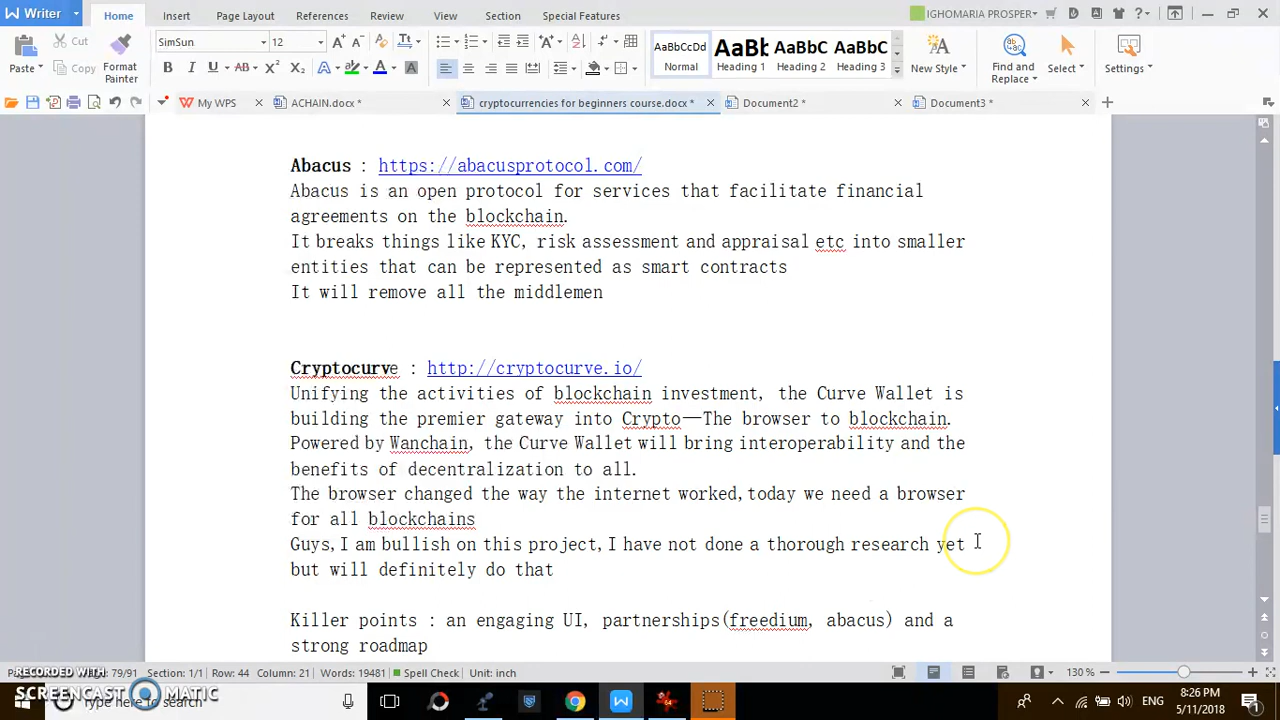 Writer
Home
Insert
Page Layout
References
Review
View
Section
Special Features
IGHOMARIA PROSPER
Paste
Cut
Copy
Format
Painter
SimSun
12
AaBbCcDd
Normal
AaBb
Heading 1
AaBbC
Heading 2
AaBbC
Heading 3
New Style
Find and
Replace
Select
Settings
My WPS
ACHAIN.docx *
cryptocurrencies for beginners course.docx *
Document2 *
Document3 *
Abacus : https://abacusprotocol.com/
Abacus is an open protocol for services that facilitate financial
agreements on the blockchain.
It breaks things like KYC, risk assessment and appraisal etc into smaller
entities that can be represented as smart contracts
It will remove all the middlemen
Cryptocurve : http://cryptocurve.io/
Unifying the activities of blockchain investment, the Curve Wallet is
building the premier gateway into Crypto—The browser to blockchain.
Powered by Wanchain, the Curve Wallet will bring interoperability and the
benefits of decentralization to all.
The browser changed the way the internet worked, today we need a browser
for all blockchains
Guys, I am bullish on this project, I have not done a thorough research yet
but will definitely do that
Killer points : an engaging UI, partnerships(freedium, abacus) and a
strong roadmap
79/91
Section: 1/1
Row: 44
Column: 21
Words: 19481
Spell Check
Unit: inch
130 %
RECORDED WITH
SCREENCAST MATIC
Type here to search
ENG
8:26 PM
5/11/2018